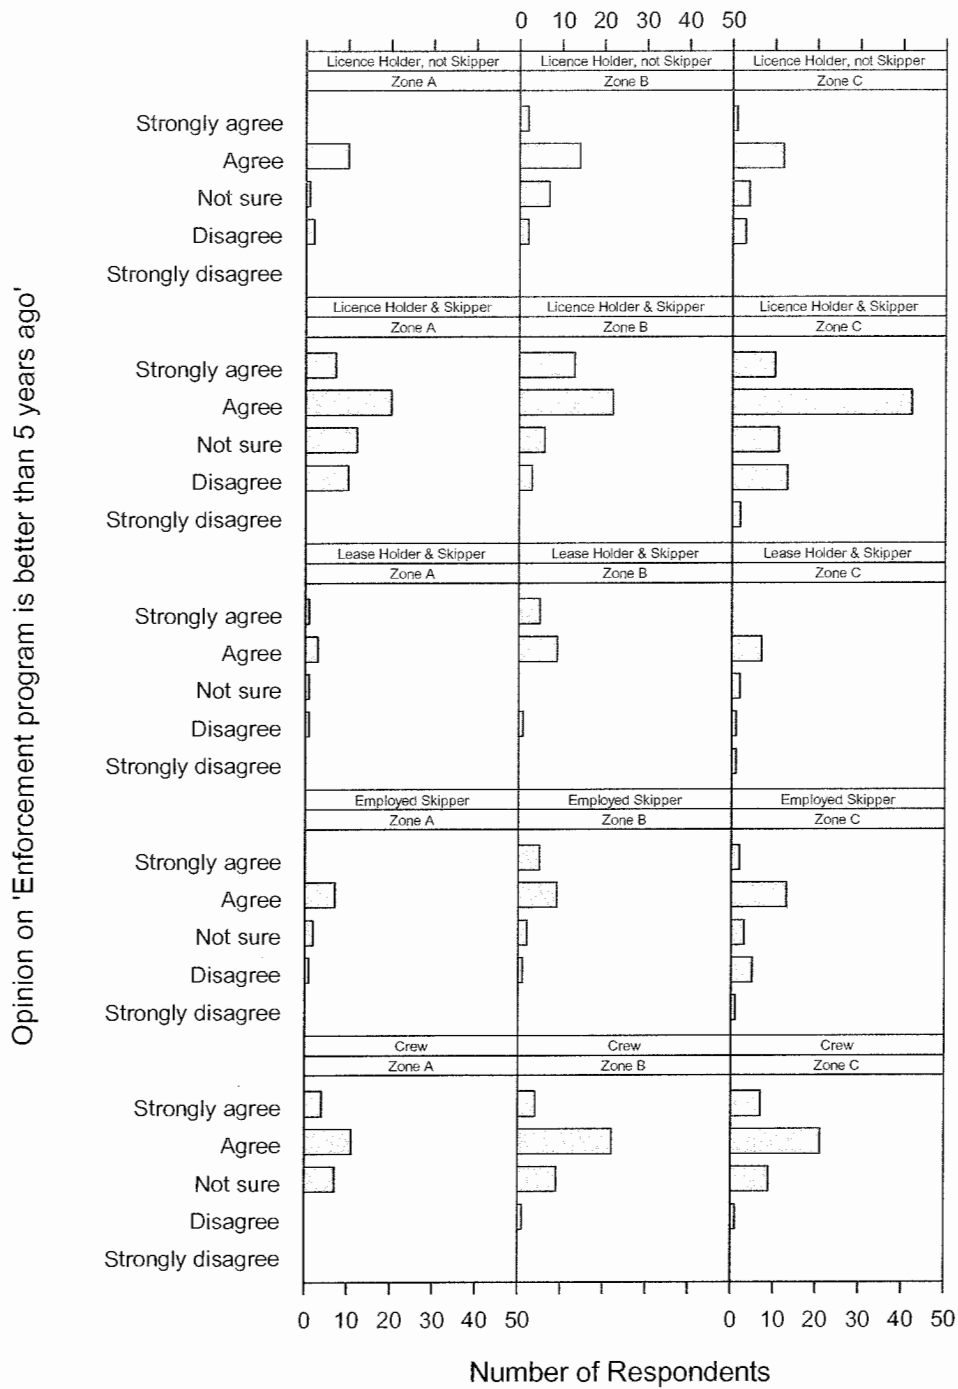 0 10 20 30 40 50
Licence Holder, not Skipper Licence Holder, not Skipper Licence Holder, not Skipper
Zone A Zone B Zone C
Strongly agree
Agree
Not sure
Disagree
Strongly disagree
Licence Holder & Skipper Licence Holder & Skipper Licence Holder & Skipper
Zone A Zone B Zone C
Strongly agree
Agree
Not sure
Disagree
Strongly disagree
Lease Holder & Skipper Lease Holder & Skipper Lease Holder & Skipper
Zone A Zone B Zone C
Strongly agree
Agree
Not sure
Disagree
Strongly disagree
Employed Skipper Employed Skipper Employed Skipper
Zone A Zone B Zone C
Strongly agree
Agree
Not sure
Disagree
Strongly disagree
Crew Crew Crew
Zone A Zone B Zone C
Strongly agree
Agree
Not sure
Disagree
Strongly disagree
0 10 20 30 40 50 0 10 20 30 40 50
Number of Respondents
Opinion on 'Enforcement program is better than 5 years ago'